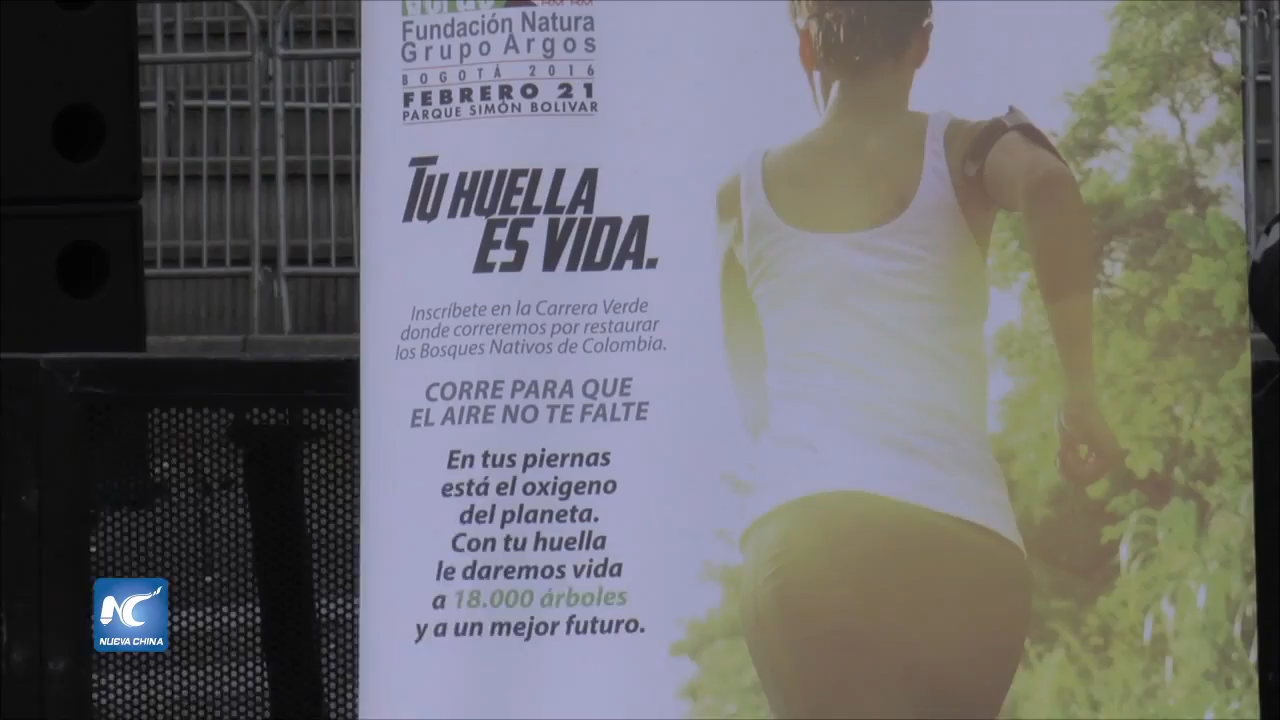 Fundación Natura
Grupo Argos
BOGOTÁ 2016
FEBRERO 21
PARQUE SIMÓN BOLIVAR
TU HUELLA
ES VIDA.
Inscríbete en la Carrera Verde
donde correremos por restaurar
los Bosques Nativos de Colombia.
CORRE PARA QUE
EL AIRE NO TE FALTE
En tus piernas
está el oxigeno
del planeta.
Con tu huella
le daremos vida
a 18.000 árboles
y a un mejor futuro.
NC
NUEVA CHINA